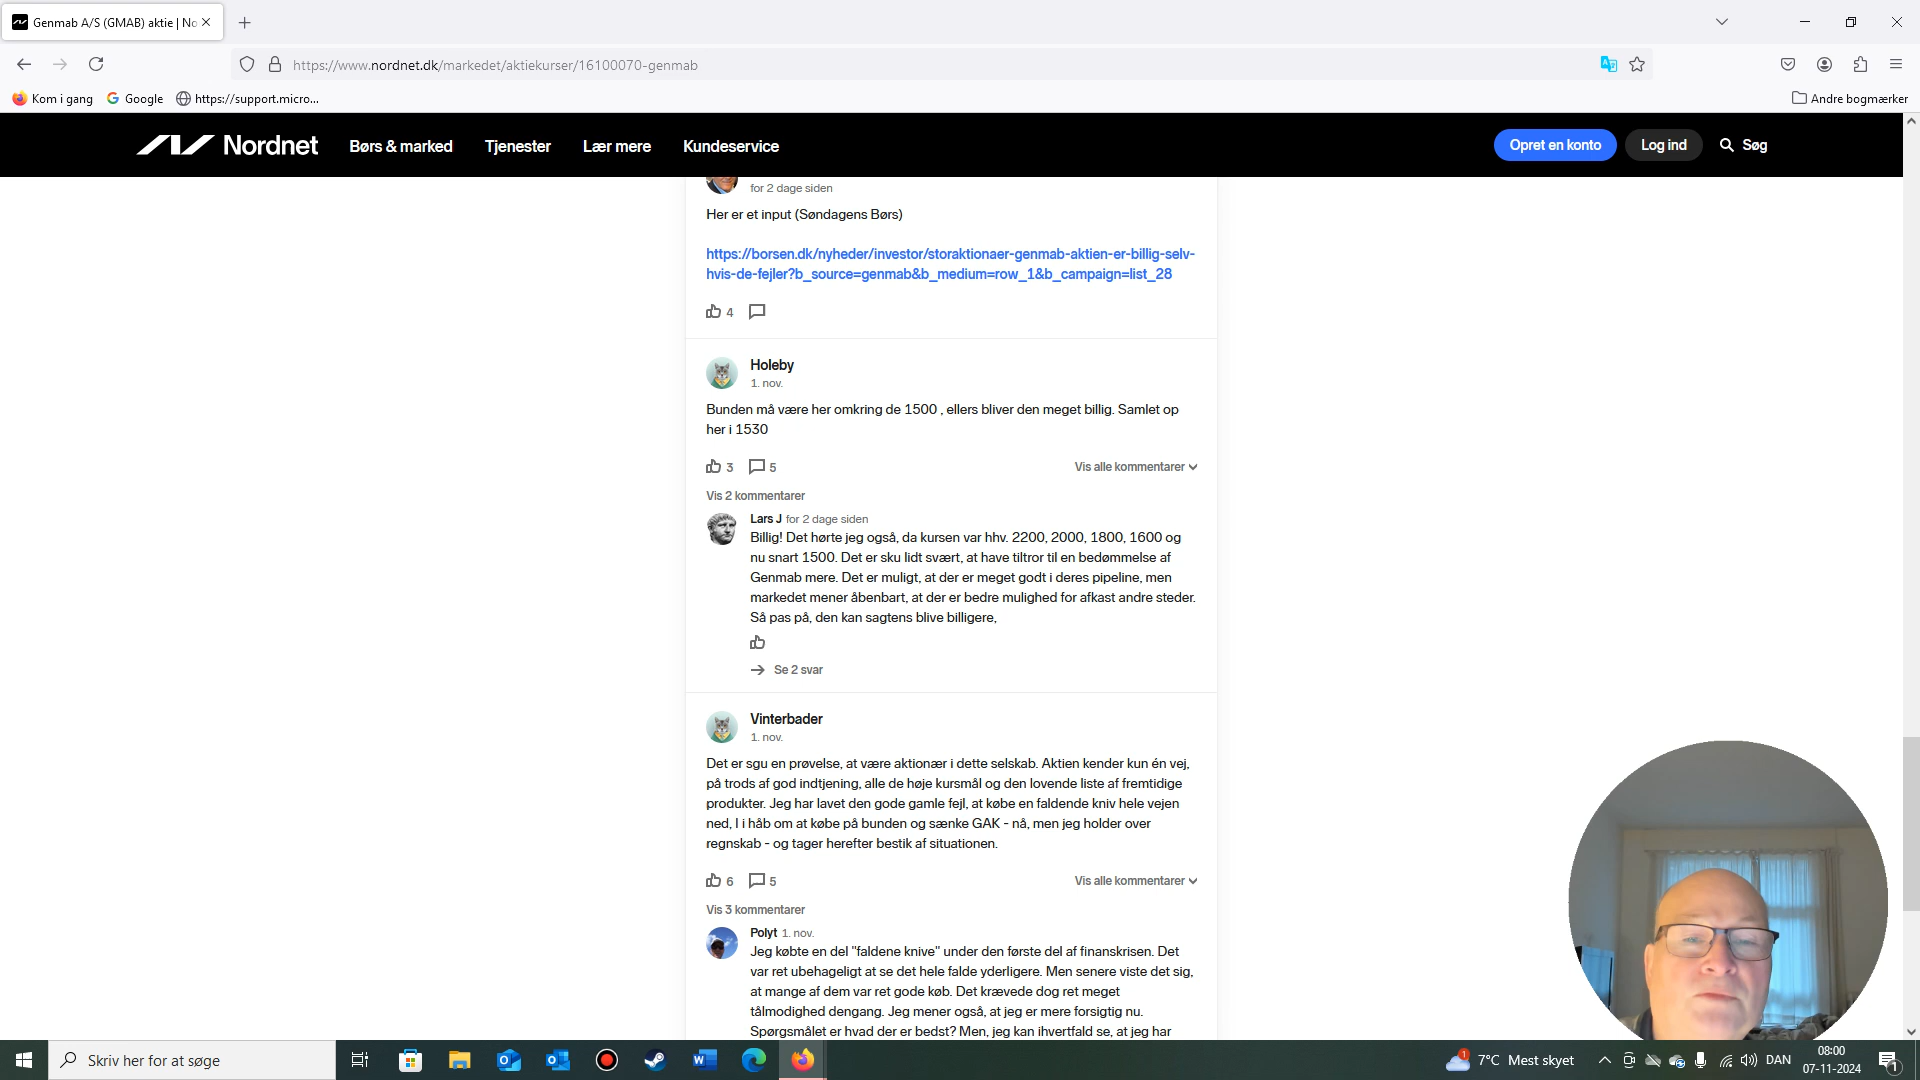 Genmab A/S (GMAB) aktie | No
https://www.nordnet.dk/markedet/aktiekurser/16100070-genmab
Kom i gang
Google
https://support.micro...
Andre bogmærker
Nordnet
Børs & marked
Tjenester
Lær mere
Kundeservice
Opret en konto
Log ind
Søg
for 2 dage siden
Her er et input (Søndagens Børs)
https://borsen.dk/nyheder/investor/storaktionaer-genmab-aktien-er-billig-selv-
hvis-de-fejler?b_source=genmab&b_medium=row_1&b_campaign=list_28
4
Holeby
1. nov.
Bunden må være her omkring de 1500 , ellers bliver den meget billig. Samlet op
her i 1530
3 5
Vis alle kommentarer
Vis 2 kommentarer
Lars J for 2 dage siden
Billig! Det hørte jeg også, da kursen var hhv. 2200, 2000, 1800, 1600 og
nu snart 1500. Det er sku lidt svært, at have tiltror til en bedømmelse af
Genmab mere. Det er muligt, at der er meget godt i deres pipeline, men
markedet mener åbenbart, at der er bedre mulighed for afkast andre steder.
Så pas på, den kan sagtens blive billigere,
Se 2 svar
Vinterbader
1. nov.
Det er sgu en prøvelse, at være aktionær i dette selskab. Aktien kender kun én vej,
på trods af god indtjening, alle de høje kursmål og den lovende liste af fremtidige
produkter. Jeg har lavet den gode gamle fejl, at købe en faldende kniv hele vejen
ned, I i håb om at købe på bunden og sænke GAK - nå, men jeg holder over
regnskab - og tager herefter bestik af situationen.
6 5
Vis alle kommentarer
Vis 3 kommentarer
Polyt 1. nov.
Jeg købte en del "faldene knive" under den første del af finanskrisen. Det
var ret ubehageligt at se det hele falde yderligere. Men senere viste det sig,
at mange af dem var ret gode køb. Det krævede dog ret meget
tålmodighed dengang. Jeg mener også, at jeg er mere forsigtig nu.
Spørgsmålet er hvad der er bedst? Men, jeg kan ihvertfald se, at jeg har
Skriv her for at søge
7°C Mest skyet
DAN
08:00
07-11-2024